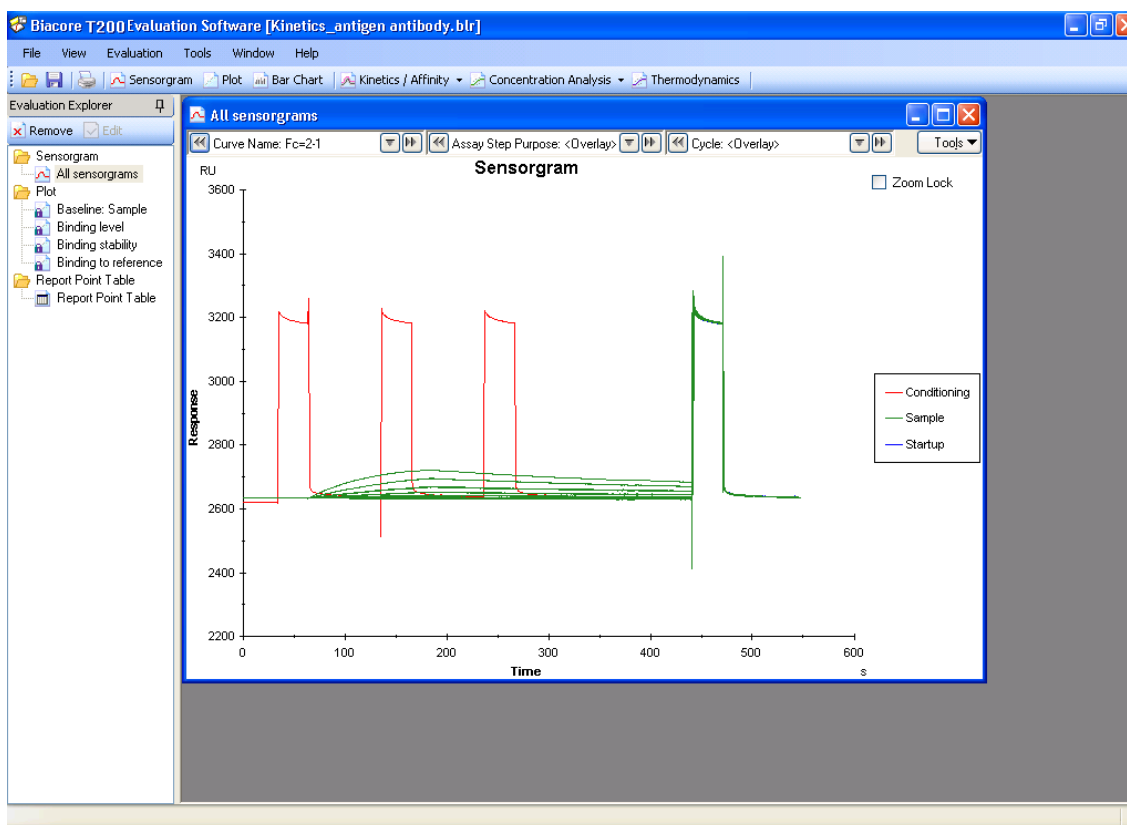 Biacore T200 Evaluation Software [Kinetics_antigen antibody.blr]
File View Evaluation Tools Window Help
Sensorgram Plot Bar Chart Kinetics / Affinity Concentration Analysis Thermodynamics
Evaluation Explorer
Remove Edit
Sensorgram
All sensorgrams
Plot
Baseline: Sample
Binding level
Binding stability
Binding to reference
Report Point Table
Report Point Table
All sensorgrams
Curve Name: Fc=2-1 Assay Step Purpose: <Overlay> Cycle: <Overlay> Tools
Sensorgram
RU
Zoom Lock
3600
3400
3200
3000
2800
2600
2400
2200
Response
0 100 200 300 400 500 600
Time
s
Conditioning
Sample
Startup